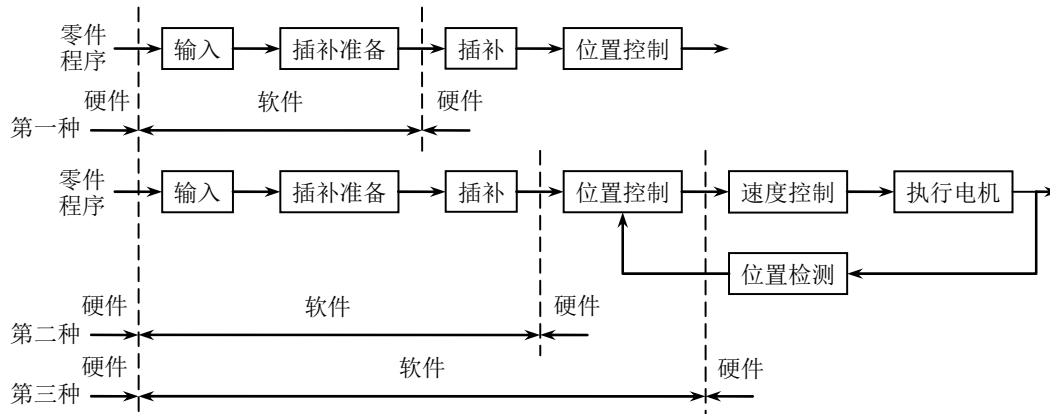 零件
程序
输入
插补准备
插补
位置控制
硬件
软件
硬件
第一种
零件
程序
输入
插补准备
插补
位置控制
速度控制
执行电机
位置检测
硬件
软件
硬件
第二种
硬件
软件
硬件
第三种